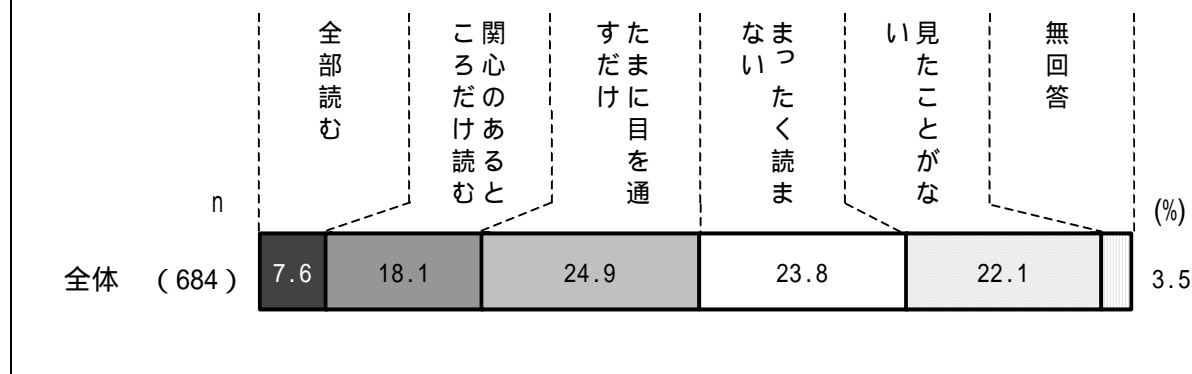 全部読む
関心のあると
ころだけ読む
たまに目を通
すだけ
まったく読ま
ない
見たことがな
い
無回答
n
(%)
全体 (684)
7.6
18.1
24.9
23.8
22.1
3.5